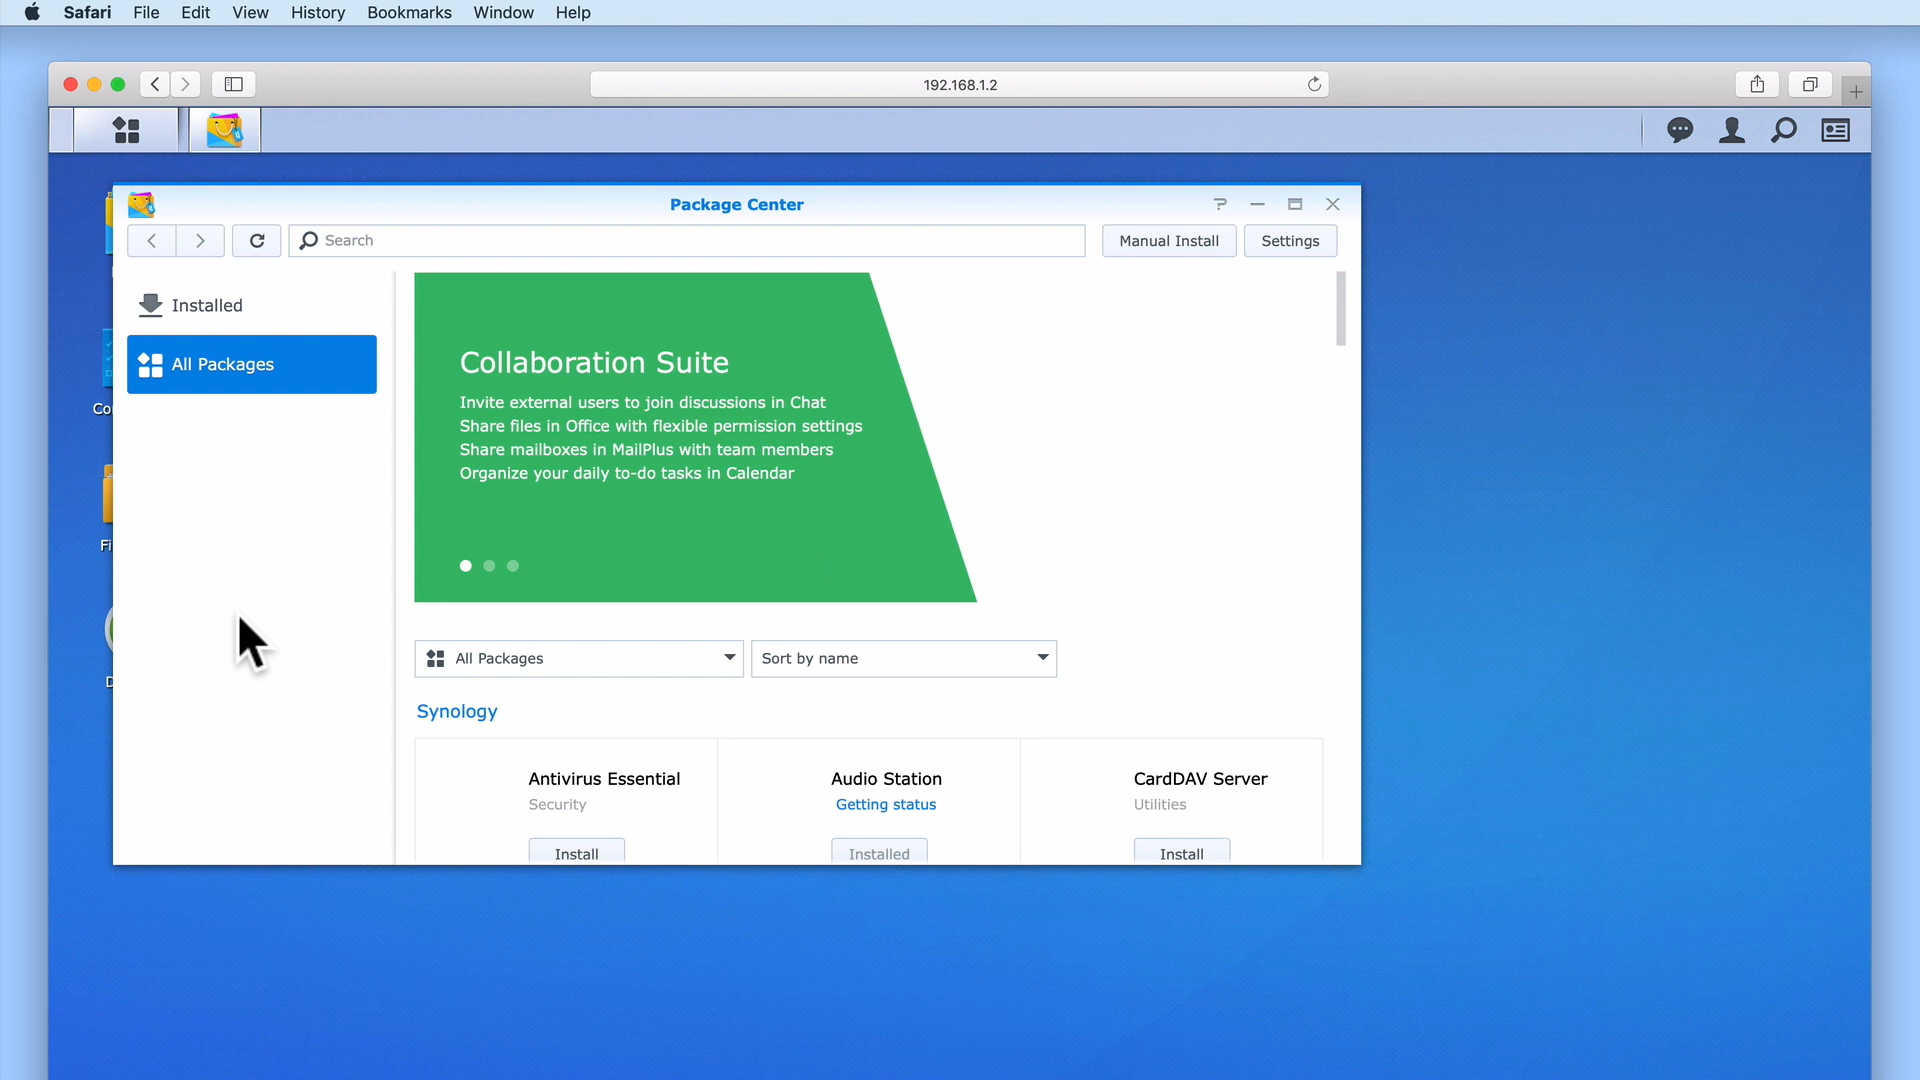 Safari File Edit View History Bookmarks Window Help
192.168.1.2
Package Center
Search
Manual Install
Settings
Installed
All Packages
Collaboration Suite
Invite external users to join discussions in Chat
Share files in Office with flexible permission settings
Share mailboxes in MailPlus with team members
Organize your daily to-do tasks in Calendar
All Packages
Sort by name
Synology
Antivirus Essential
Security
Install
Audio Station
Getting status
Installed
CardDAV Server
Utilities
Install